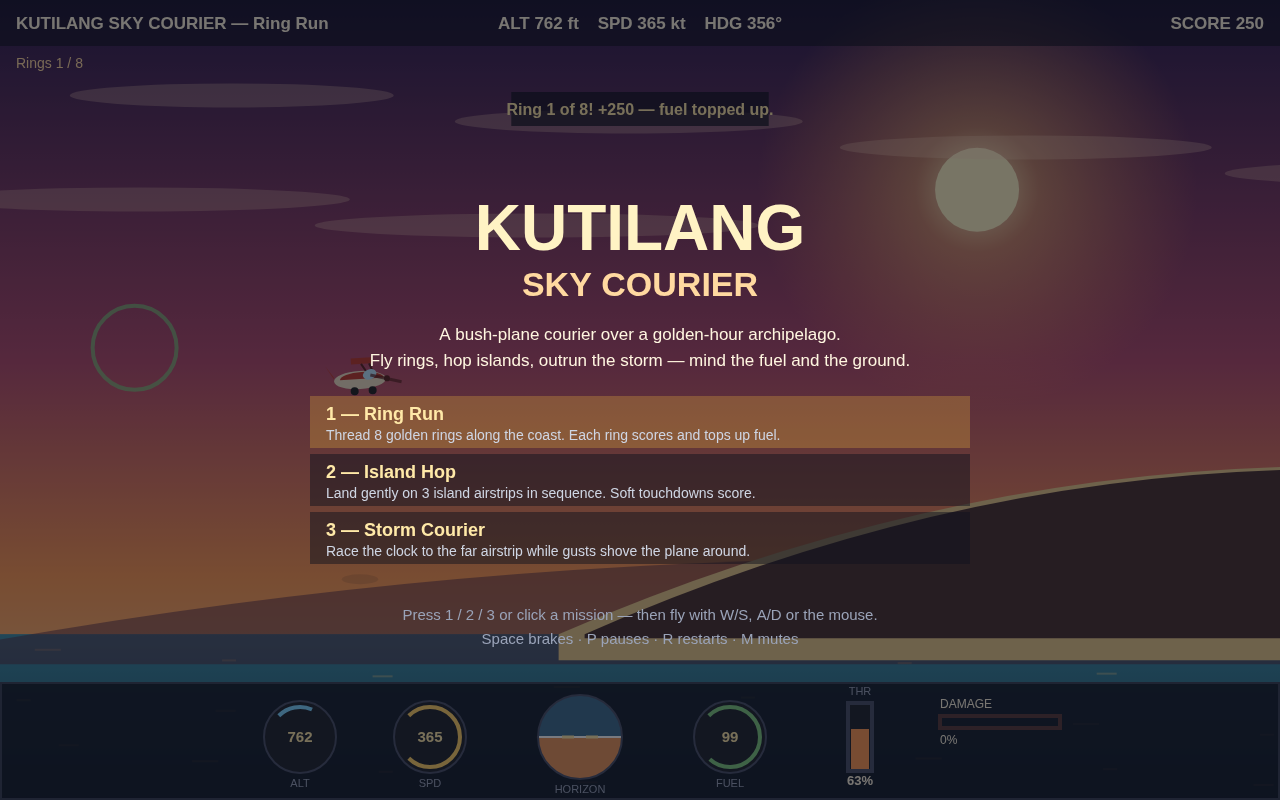 KUTILANG SKY COURIER — Ring Run
ALT 762 ft SPD 365 kt HDG 356°
SCORE 250
Rings 1 / 8
Ring 1 of 8! +250 — fuel topped up.
KUTILANG
SKY COURIER
A bush-plane courier over a golden-hour archipelago.
Fly rings, hop islands, outrun the storm — mind the fuel and the ground.
1 — Ring Run
Thread 8 golden rings along the coast. Each ring scores and tops up fuel.
2 — Island Hop
Land gently on 3 island airstrips in sequence. Soft touchdowns score.
3 — Storm Courier
Race the clock to the far airstrip while gusts shove the plane around.
Press 1 / 2 / 3 or click a mission — then fly with W/S, A/D or the mouse.
Space brakes · P pauses · R restarts · M mutes
762
ALT
365
SPD
HORIZON
99
FUEL
THR
63%
DAMAGE
0%